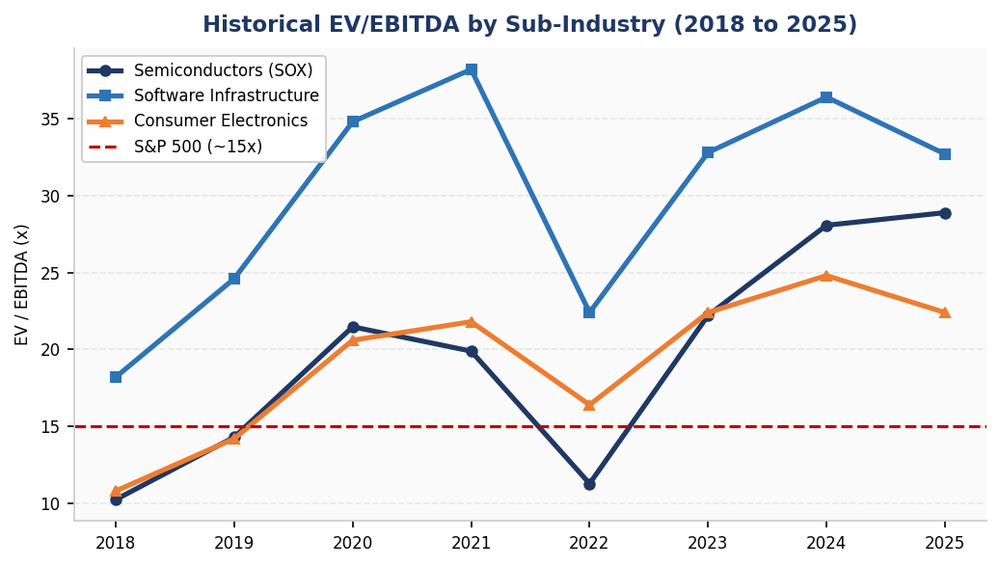 Historical EV/EBITDA by Sub-Industry (2018 to 2025)
Semiconductors (SOX)
Software Infrastructure
Consumer Electronics
S&P 500 (~15x)
EV / EBITDA (x)
35
30
25
20
15
10
2018 2019 2020 2021 2022 2023 2024 2025